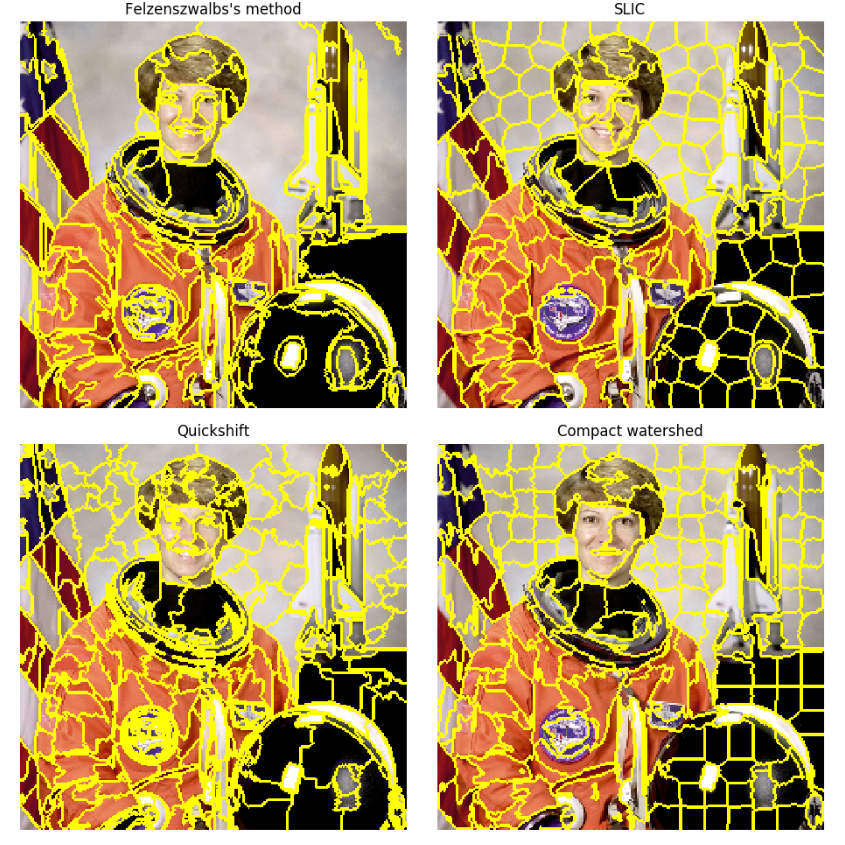 Felzenszwalbs's method
SLIC
Quickshift
Compact watershed